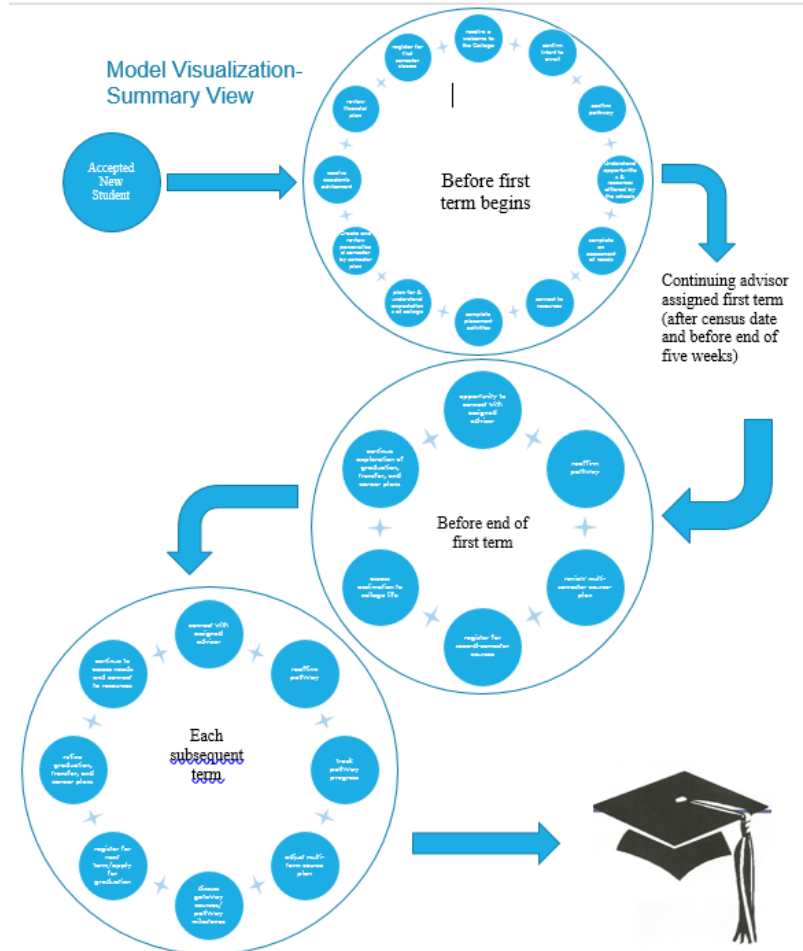 Model Visualization-
Summary View
Accepted
New
Student
Before first
term begins
receive a
welcome to
the College
confirm
intent to
enroll
confirm
pathway
understand
opportunitie
s &
resources
offered by
the schools
complete
an
assessment
of needs
connect to
resources
complete
placement
activities
plan for &
understand
expectation
s of college
create and
review
personalize
d semester
by semester
plan
receive
academic
advisement
review
financial
plan
register for
first
semester
classes
Continuing advisor
assigned first term
(after census date
and before end of
five weeks)
Before end of
first term
opportunity to
connect with
assigned
advisor
reaffirm
pathway
review multi-
semester course
plan
register for
second-semester
courses
assess
acclimation to
college life
continue
exploration of
graduation,
transfer, and
career plans
Each
subsequent
term
connect with
assigned
advisor
reaffirm
pathway
track
pathway
progress
adjust multi-
term course
plan
discuss
gateway
courses/
pathway
milestones
register for
next
term/apply
for
graduation
refine
graduation,
transfer, and
career plans
continue to
assess needs
and connect
to resources